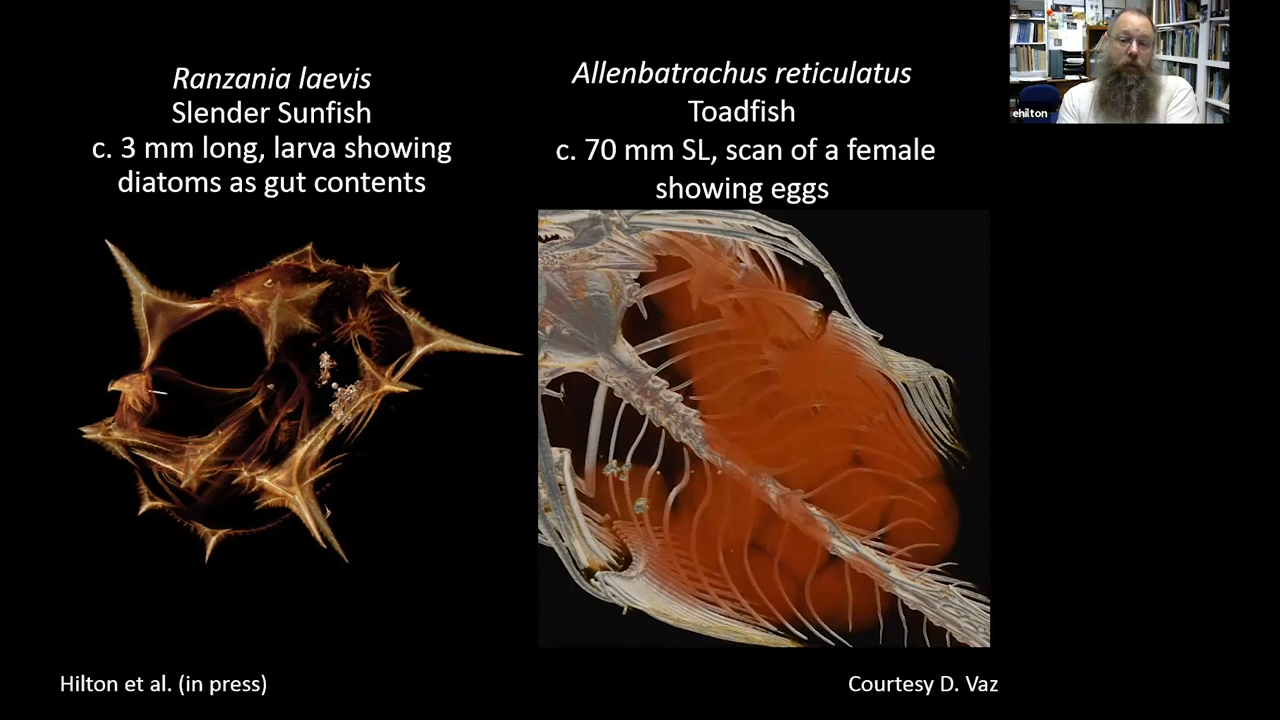 Ranzania laevis
Slender Sunfish
c. 3 mm long, larva showing
diatoms as gut contents
Allenbatrachus reticulatus
Toadfish
c. 70 mm SL, scan of a female
showing eggs
ehilton
Hilton et al. (in press)
Courtesy D. Vaz